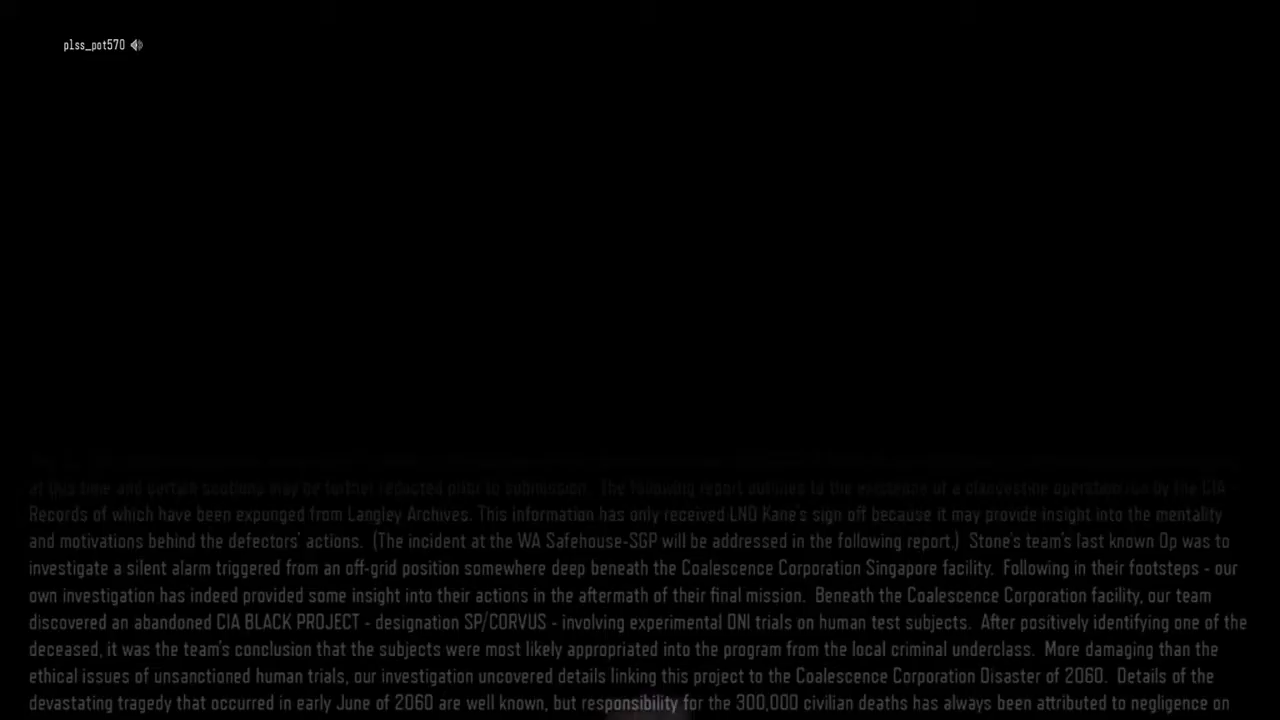 plss_pot570
at this time and certain sections may be further redacted prior to submission. The following report outlines to the existence of a clandestine operation run by the CIA -
Records of which have been expunged from Langley Archives. This information has only received LNO Kane's sign off because it may provide insight into the mentality
and motivations behind the defectors' actions. (The incident at the WA Safehouse-SGP will be addressed in the following report.) Stone's team's last known Op was to
investigate a silent alarm triggered from an off-grid position somewhere deep beneath the Coalescence Corporation Singapore facility. Following in their footsteps - our
own investigation has indeed provided some insight into their actions in the aftermath of their final mission. Beneath the Coalescence Corporation facility, our team
discovered an abandoned CIA BLACK PROJECT - designation SP/CORVUS - involving experimental DNI trials on human test subjects. After positively identifying one of the
deceased, it was the team's conclusion that the subjects were most likely appropriated into the program from the local criminal underclass. More damaging than the
ethical issues of unsanctioned human trials, our investigation uncovered details linking this project to the Coalescence Corporation Disaster of 2060. Details of the
devastating tragedy that occurred in early June of 2060 are well known, but responsibility for the 300,000 civilian deaths has always been attributed to negligence on